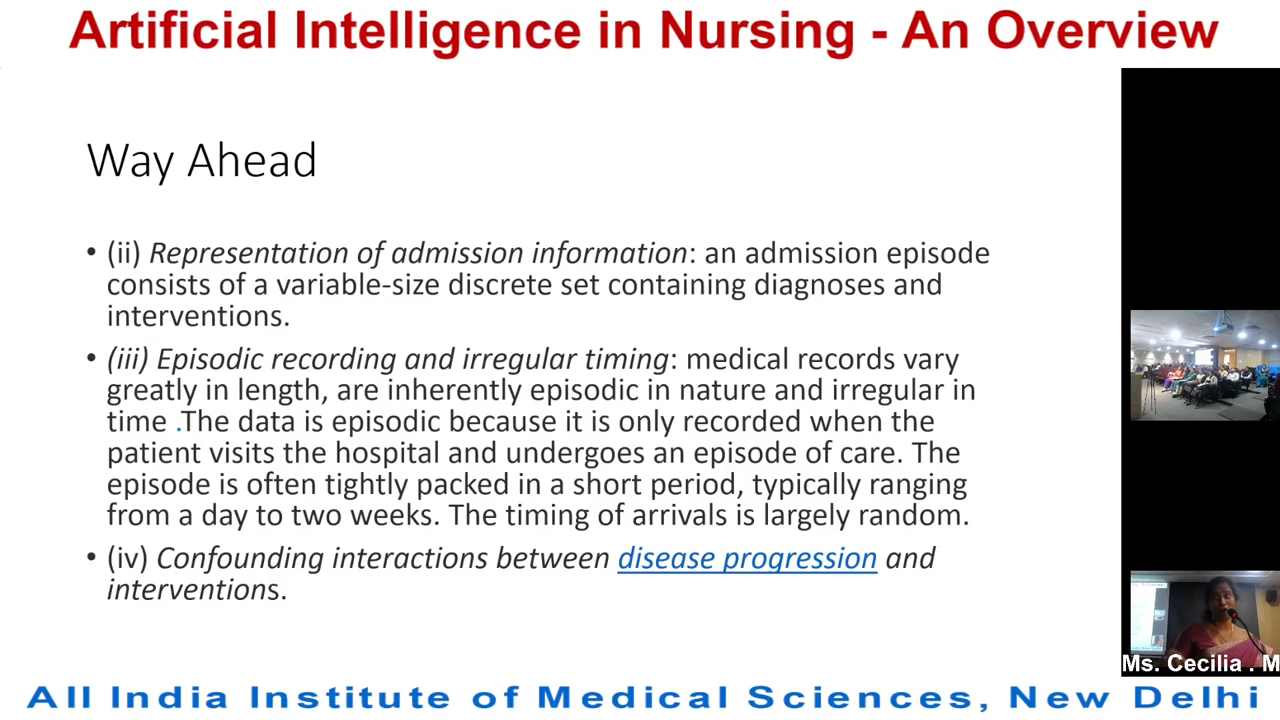 Artificial Intelligence in Nursing - An Overview
Way Ahead
• (ii) Representation of admission information: an admission episode
consists of a variable-size discrete set containing diagnoses and
interventions.
• (iii) Episodic recording and irregular timing: medical records vary
greatly in length, are inherently episodic in nature and irregular in
time .The data is episodic because it is only recorded when the
patient visits the hospital and undergoes an episode of care. The
episode is often tightly packed in a short period, typically ranging
from a day to two weeks. The timing of arrivals is largely random.
• (iv) Confounding interactions between disease progression and
interventions.
Ms. Cecilia . M
All India Institute of Medical Sciences, New Delhi